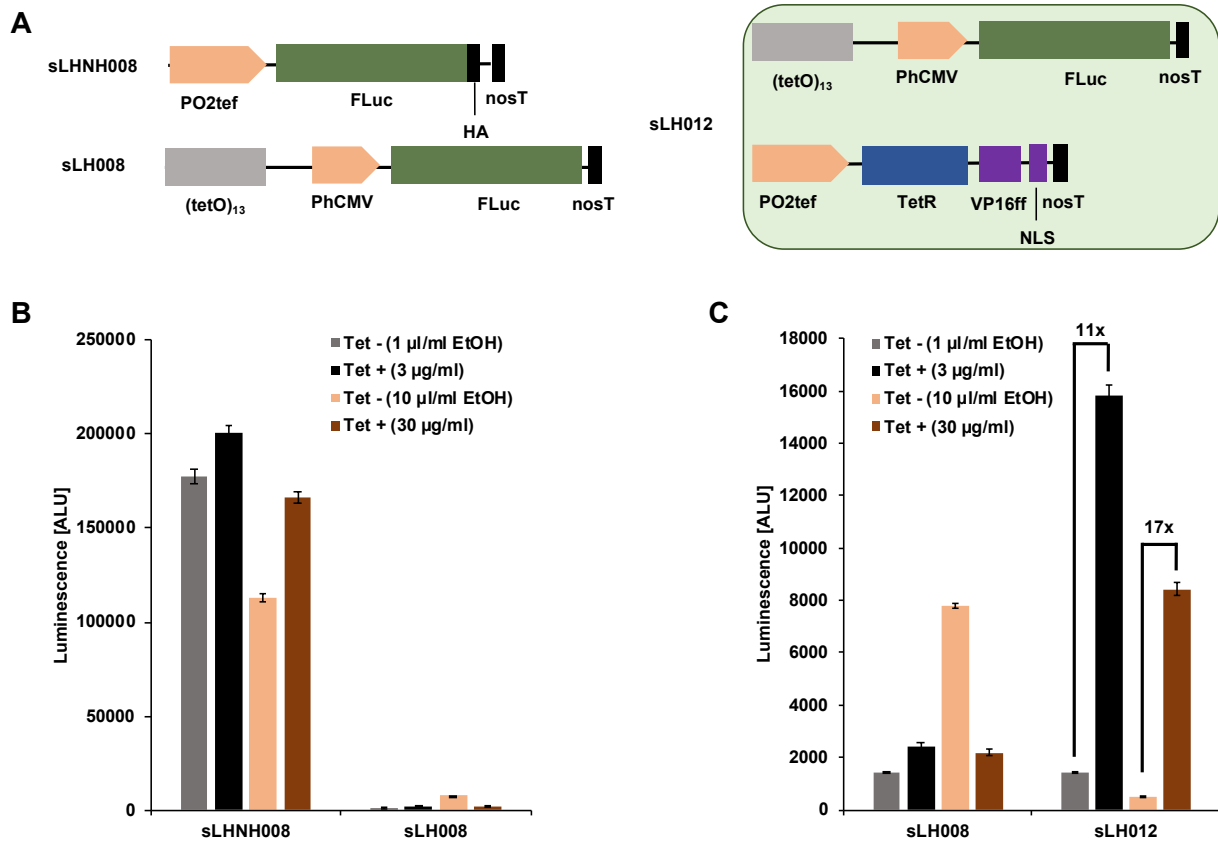 A
sLHNH008
PO2tef
FLuc
nosT
HA
sLH008
(tetO)₁₃
PhCMV
FLuc
nosT
sLH012
(tetO)₁₃
PhCMV
FLuc
nosT
PO2tef
TetR
VP16ff
nosT
NLS
B
Luminescence [ALU]
250000
200000
150000
100000
50000
0
Tet - (1 µl/ml EtOH)
Tet + (3 µg/ml)
Tet - (10 µl/ml EtOH)
Tet + (30 µg/ml)
sLHNH008
sLH008
C
Luminescence [ALU]
18000
16000
14000
12000
10000
8000
6000
4000
2000
0
Tet - (1 µl/ml EtOH)
Tet + (3 µg/ml)
Tet - (10 µl/ml EtOH)
Tet + (30 µg/ml)
11x
17x
sLH008
sLH012